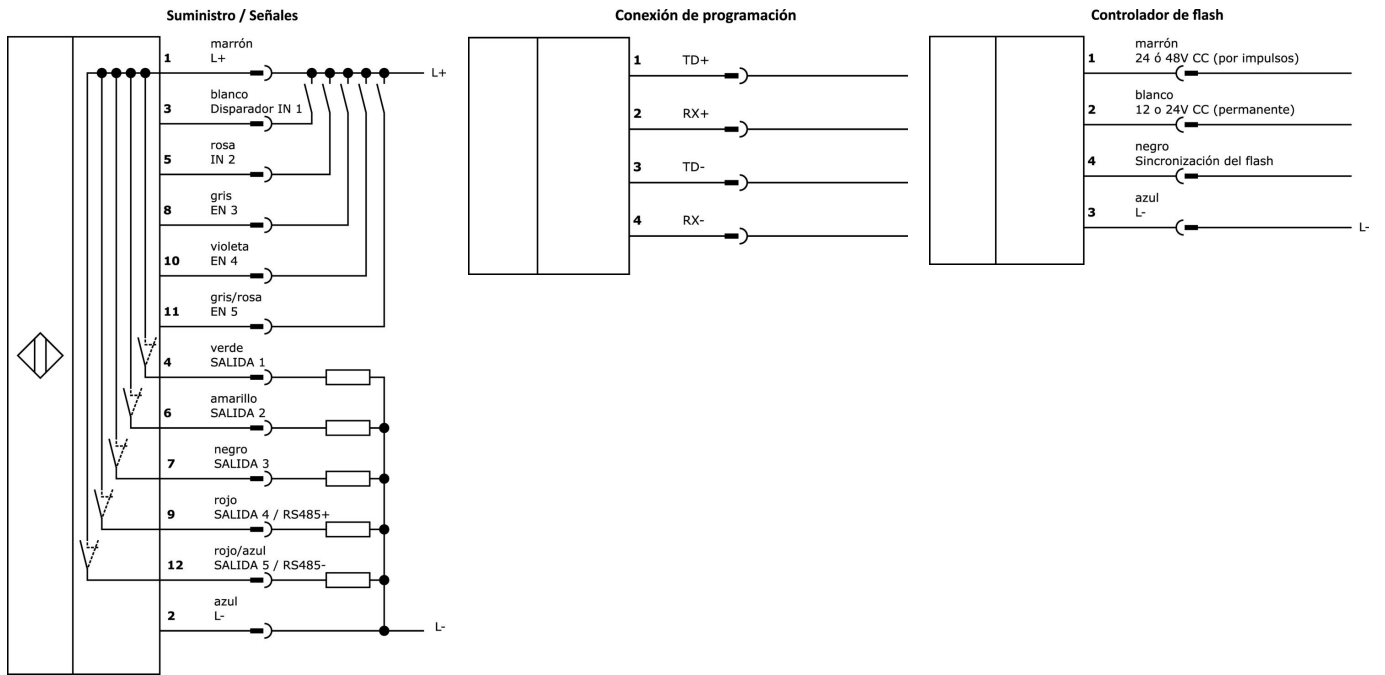 Suministro / Señales
marrón
1 L+
L+
blanco
3 Disparador IN 1
rosa
5 IN 2
gris
8 EN 3
violeta
10 EN 4
gris/rosa
11 EN 5
verde
4 SALIDA 1
amarillo
6 SALIDA 2
negro
7 SALIDA 3
rojo
9 SALIDA 4 / RS485+
rojo/azul
12 SALIDA 5 / RS485-
azul
2 L-
L-
Conexión de programación
1 TD+
2 RX+
3 TD-
4 RX-
Controlador de flash
marrón
1 24 ó 48V CC (por impulsos)
blanco
2 12 o 24V CC (permanente)
negro
4 Sincronización del flash
azul
3 L-
L-